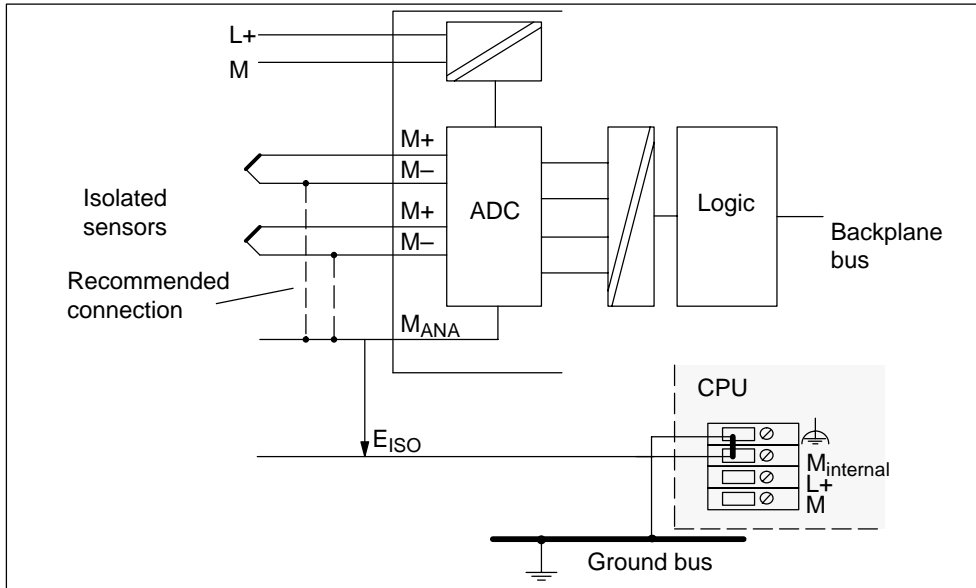 L+
M
M+
M–
M+
M–
ADC
Logic
Backplane
bus
Isolated
sensors
Recommended
connection
MANA
EISO
CPU
Minternal
L+
M
Ground bus